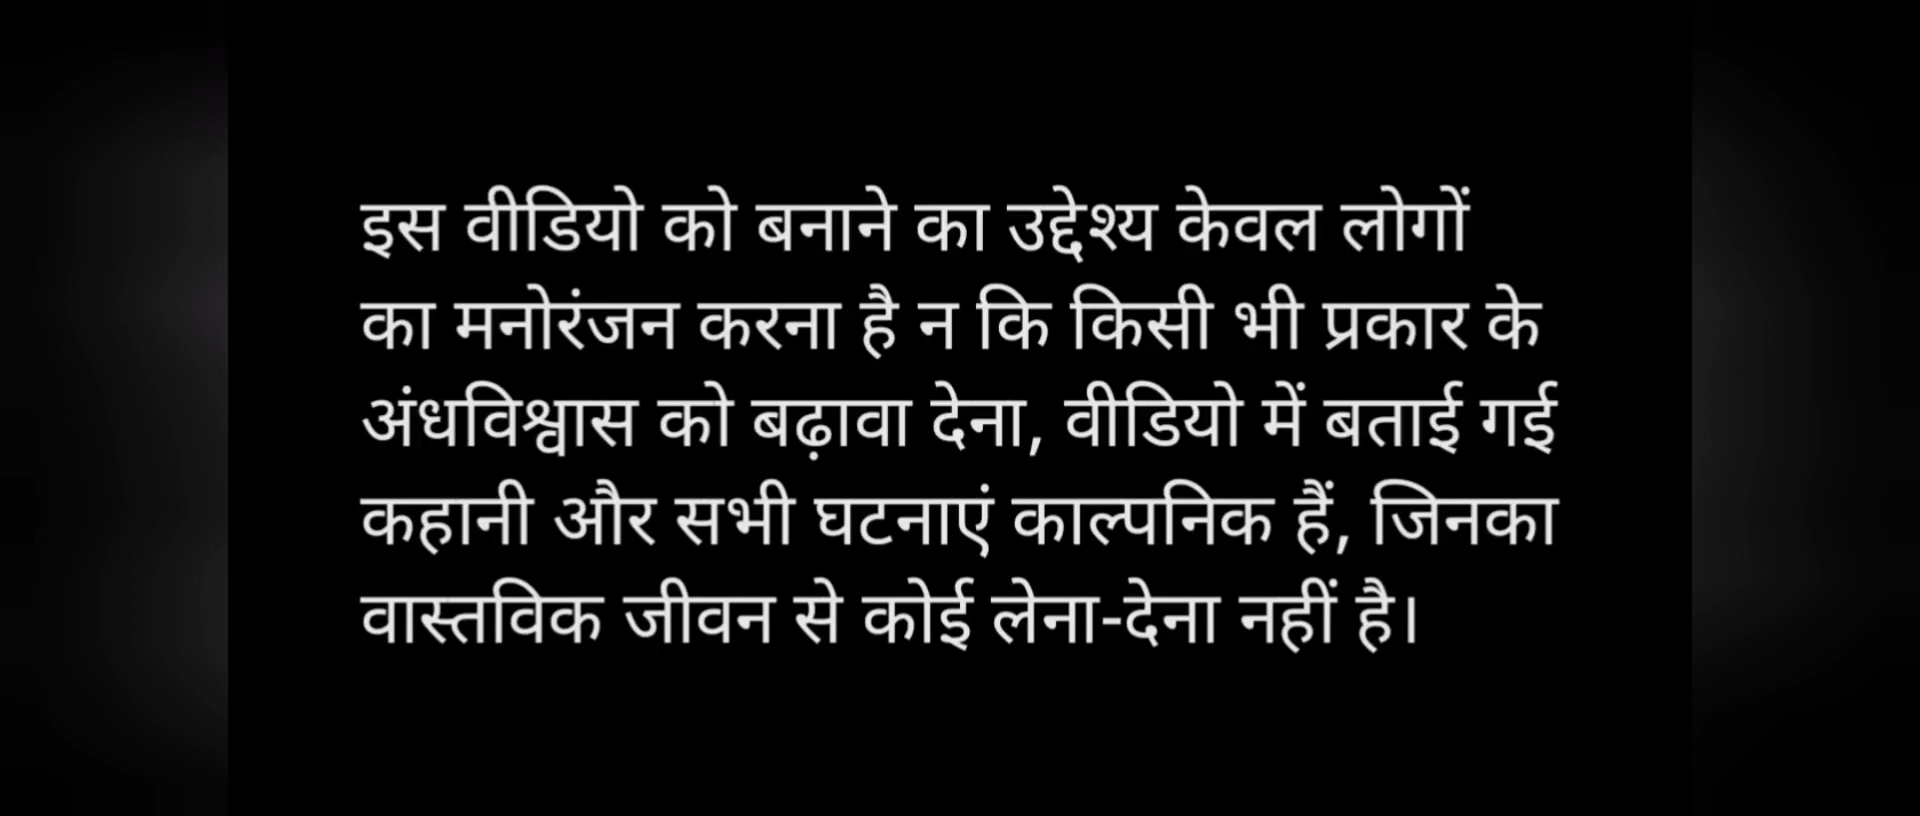 इस वीडियो को बनाने का उद्देश्य केवल लोगों
का मनोरंजन करना है न कि किसी भी प्रकार के
अंधविश्वास को बढ़ावा देना, वीडियो में बताई गई
कहानी और सभी घटनाएं काल्पनिक हैं, जिनका
वास्तविक जीवन से कोई लेना-देना नहीं है।